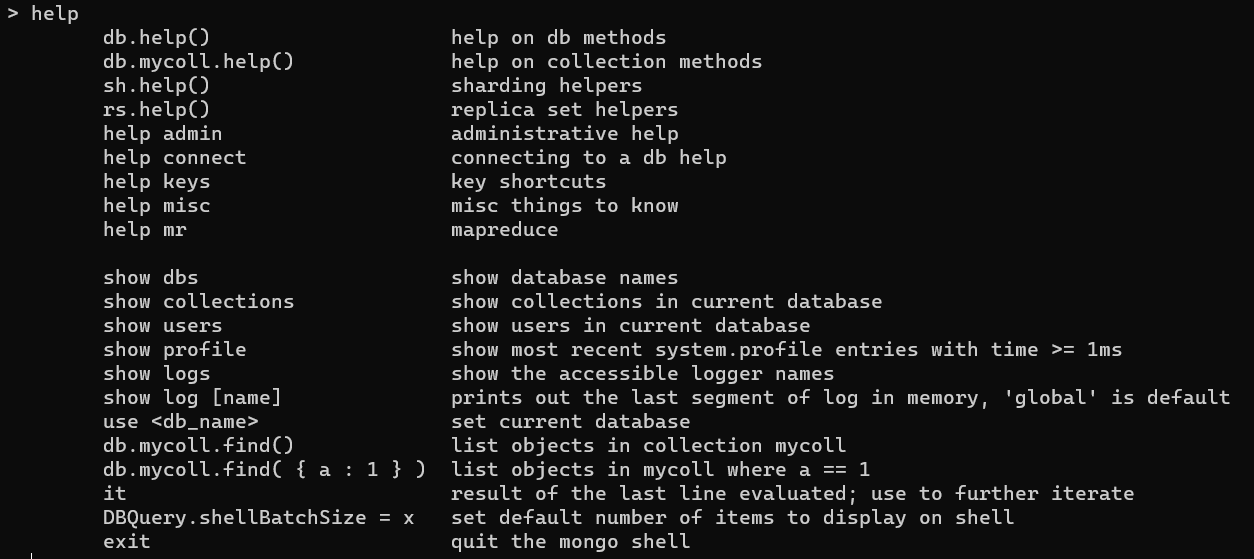 > help
db.help() help on db methods
db.mycoll.help() help on collection methods
sh.help() sharding helpers
rs.help() replica set helpers
help admin administrative help
help connect connecting to a db help
help keys key shortcuts
help misc misc things to know
help mr mapreduce
show dbs show database names
show collections show collections in current database
show users show users in current database
show profile show most recent system.profile entries with time >= 1ms
show logs show the accessible logger names
show log [name] prints out the last segment of log in memory, 'global' is default
use <db_name> set current database
db.mycoll.find() list objects in collection mycoll
db.mycoll.find( { a : 1 } ) list objects in mycoll where a == 1
it result of the last line evaluated; use to further iterate
DBQuery.shellBatchSize = x set default number of items to display on shell
exit quit the mongo shell